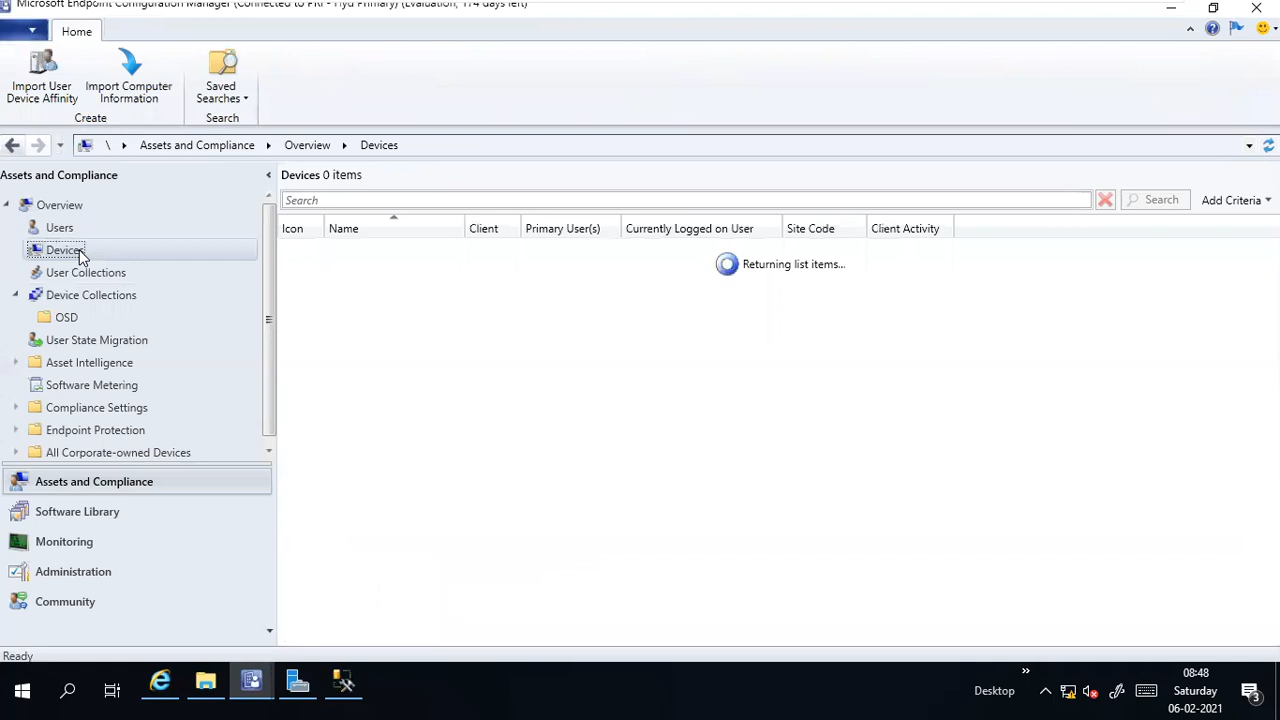 Microsoft Endpoint Configuration Manager (Connected to PRI - Hyd Primary) (Evaluation, 174 days left)
Home
Import User Device Affinity
Import Computer Information
Saved Searches
Create
Search
\ Assets and Compliance Overview Devices
Assets and Compliance
Overview
Users
Devices
User Collections
Device Collections
OSD
User State Migration
Asset Intelligence
Software Metering
Compliance Settings
Endpoint Protection
All Corporate-owned Devices
Assets and Compliance
Software Library
Monitoring
Administration
Community
Devices 0 items
Search
Search
Add Criteria
Icon Name Client Primary User(s) Currently Logged on User Site Code Client Activity
Returning list items...
Ready
Desktop
08:48
Saturday
06-02-2021
3